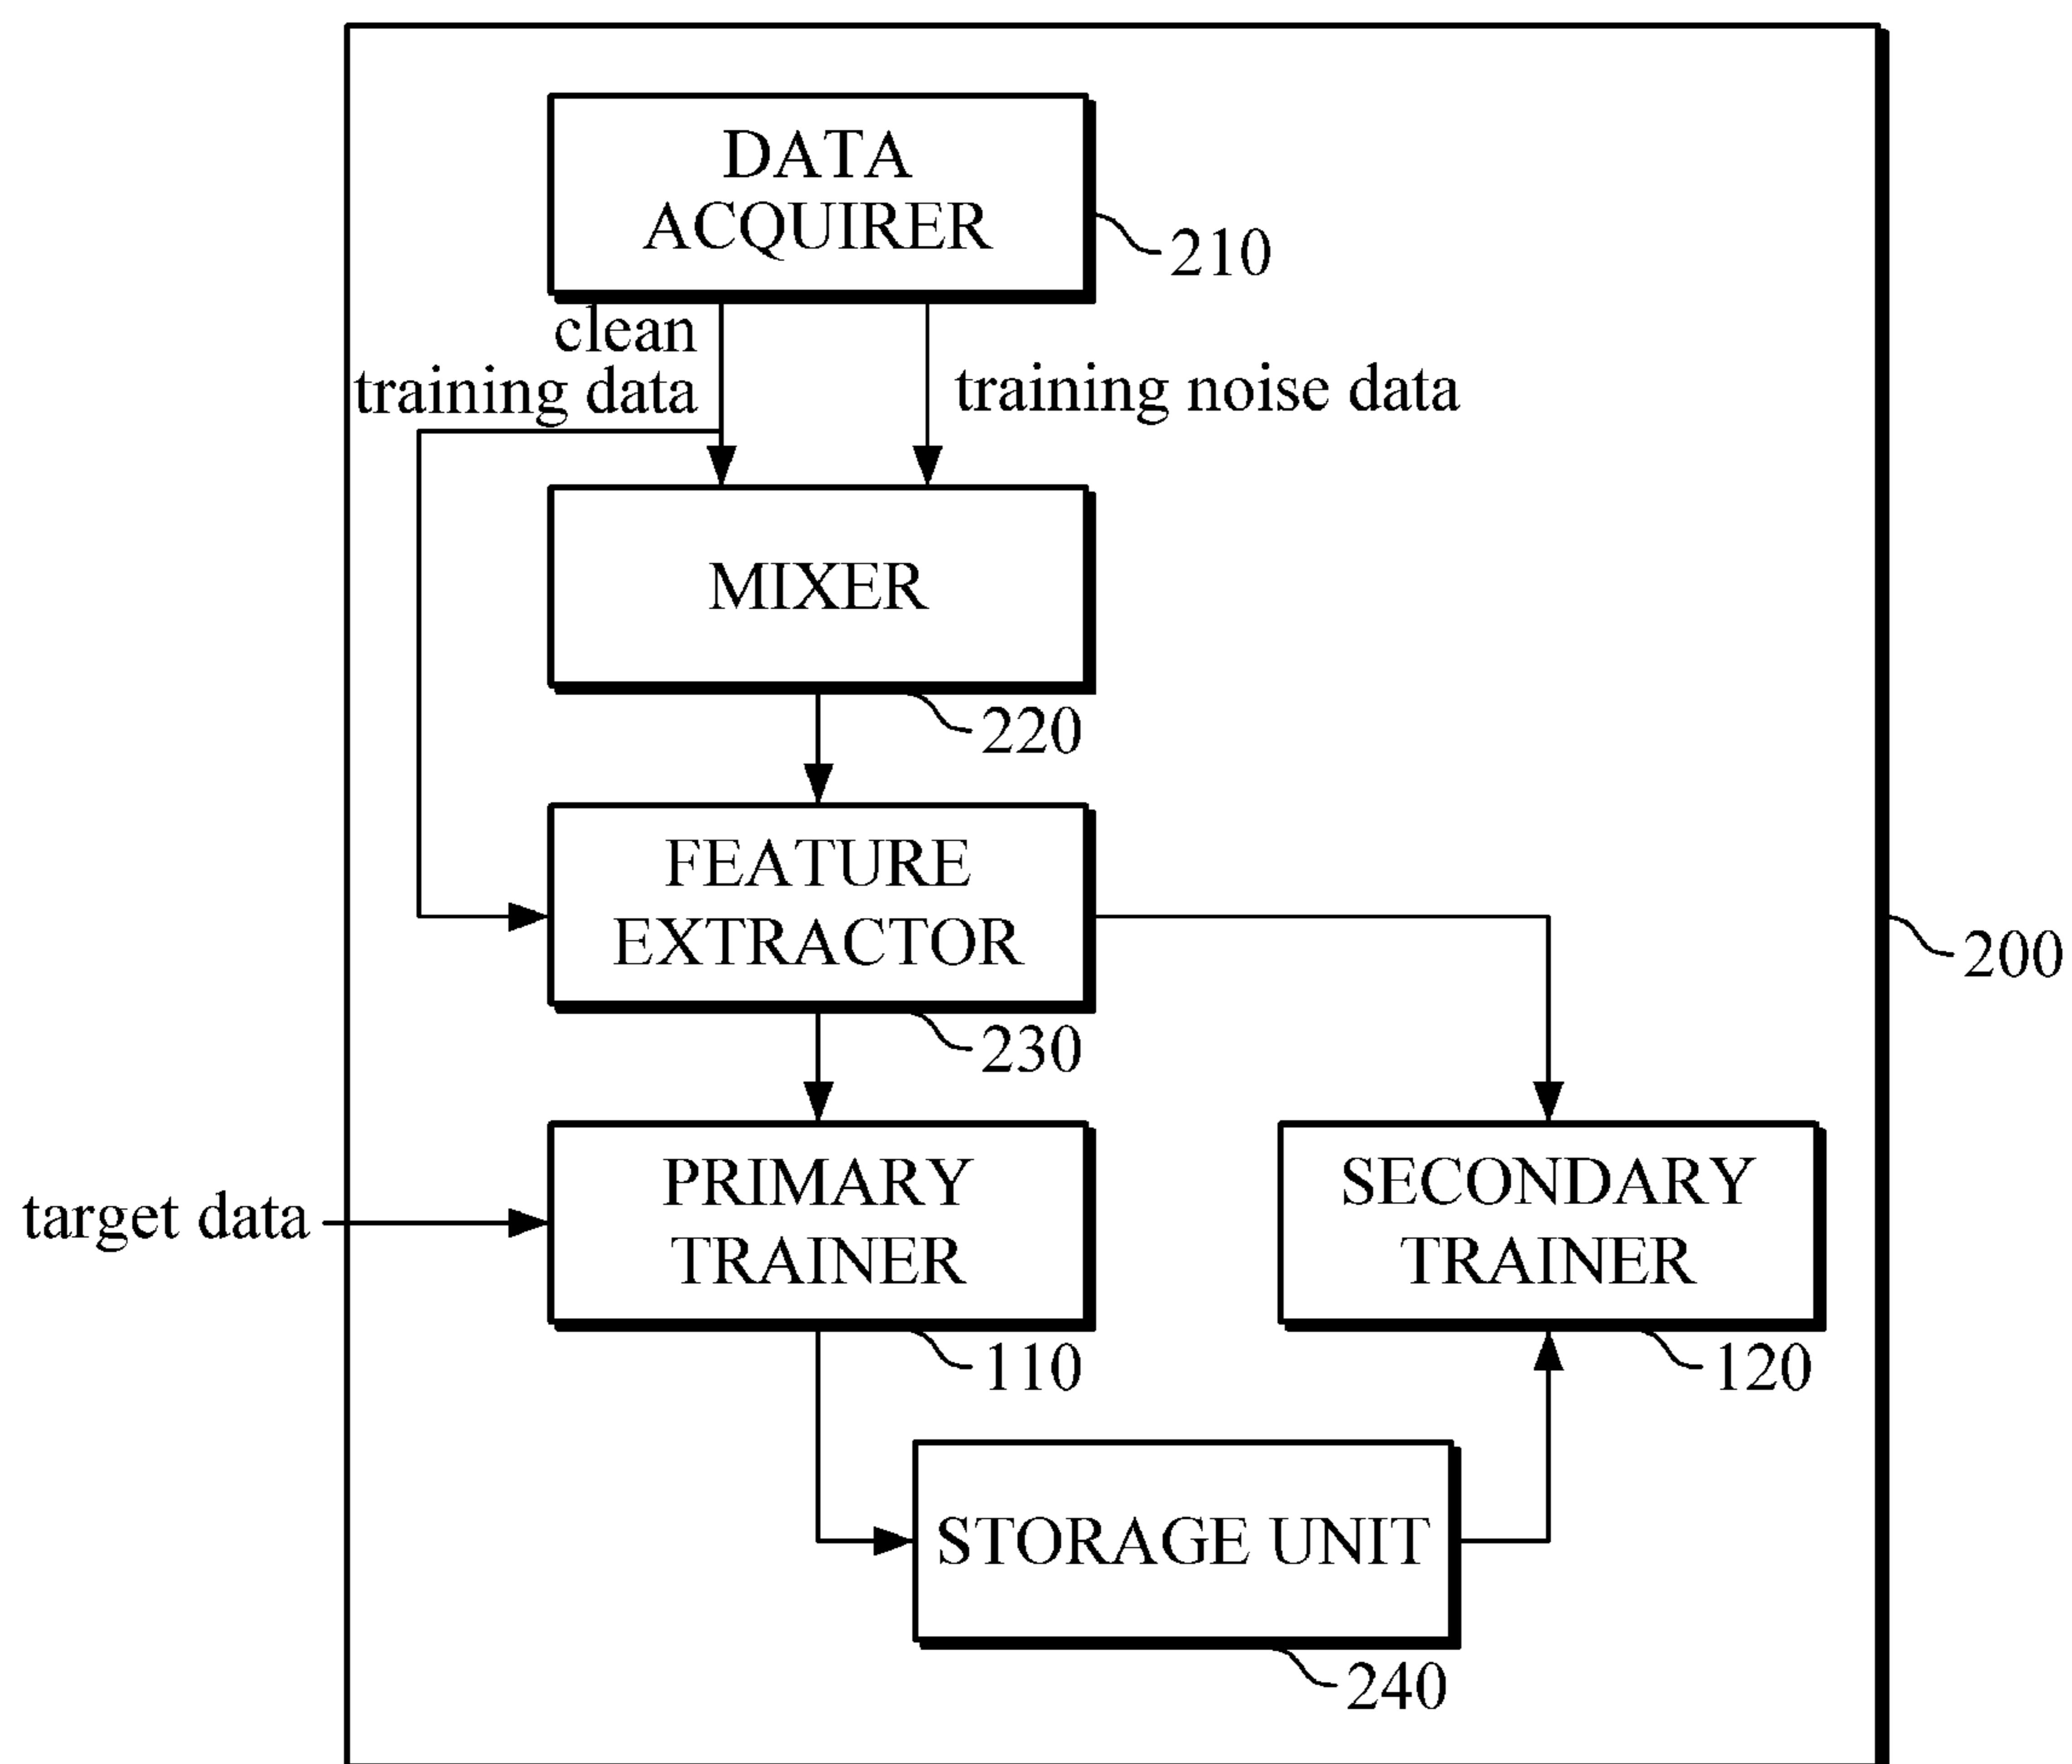 DATA
ACQUIRER
210
clean
training data
training noise data
MIXER
220
FEATURE
EXTRACTOR
230
200
target data
PRIMARY
TRAINER
110
SECONDARY
TRAINER
120
STORAGE UNIT
240